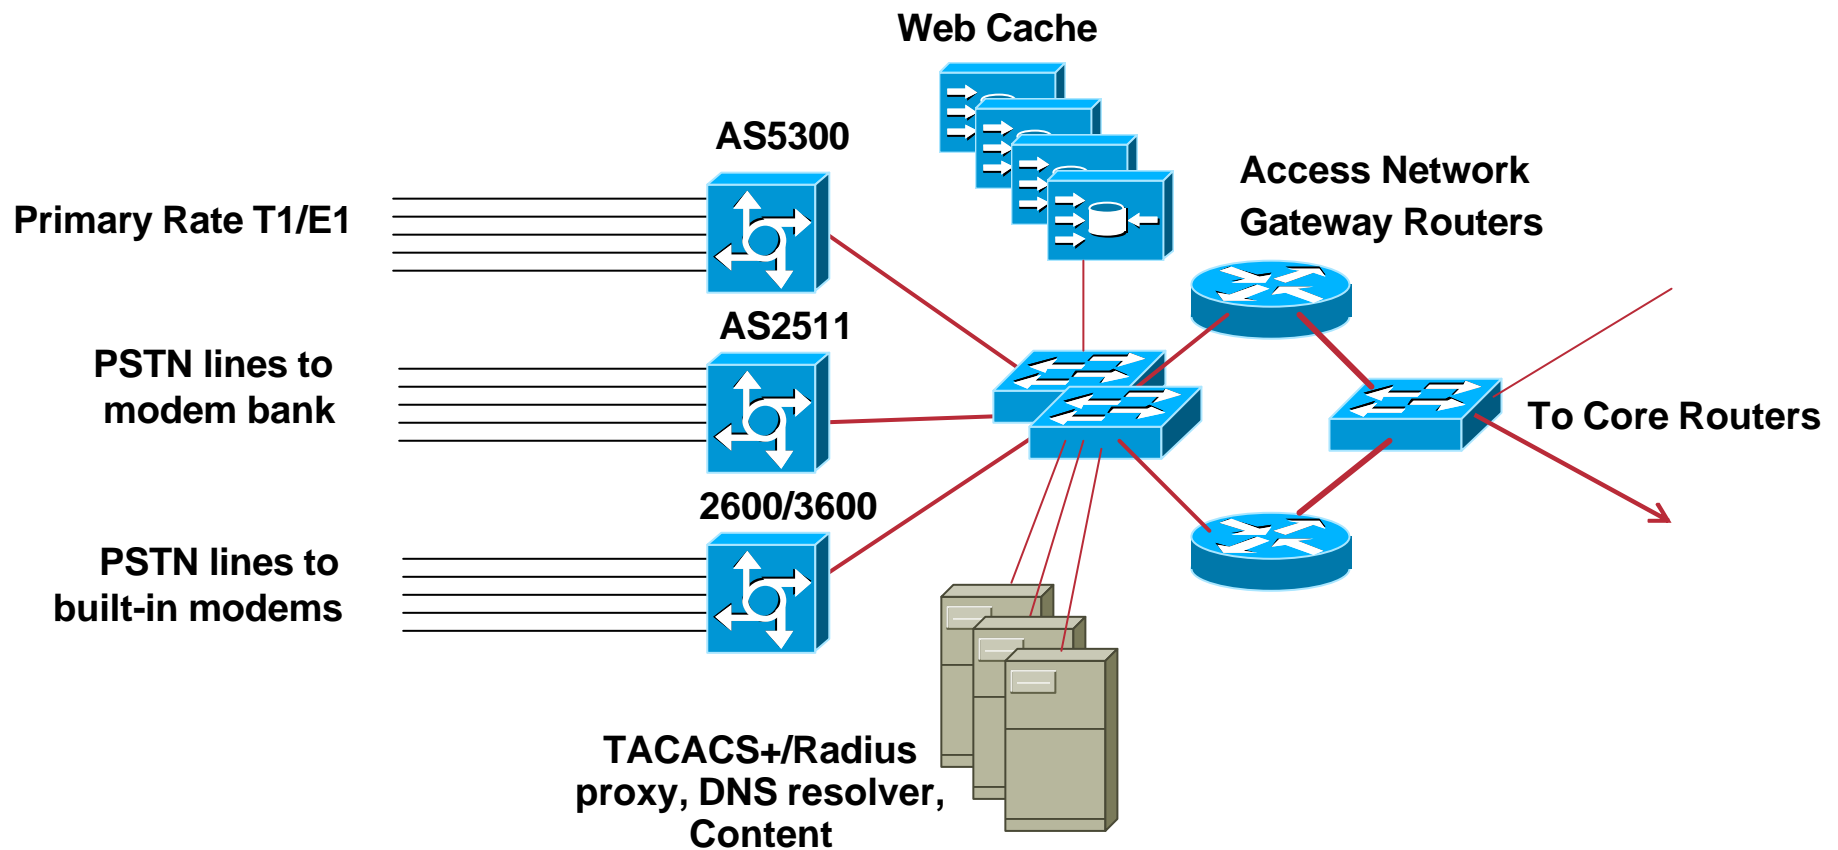 Web Cache
AS5300
Access Network
Gateway Routers
Primary Rate T1/E1
AS2511
PSTN lines to
modem bank
To Core Routers
2600/3600
PSTN lines to
built-in modems
TACACS+/Radius
proxy, DNS resolver,
Content